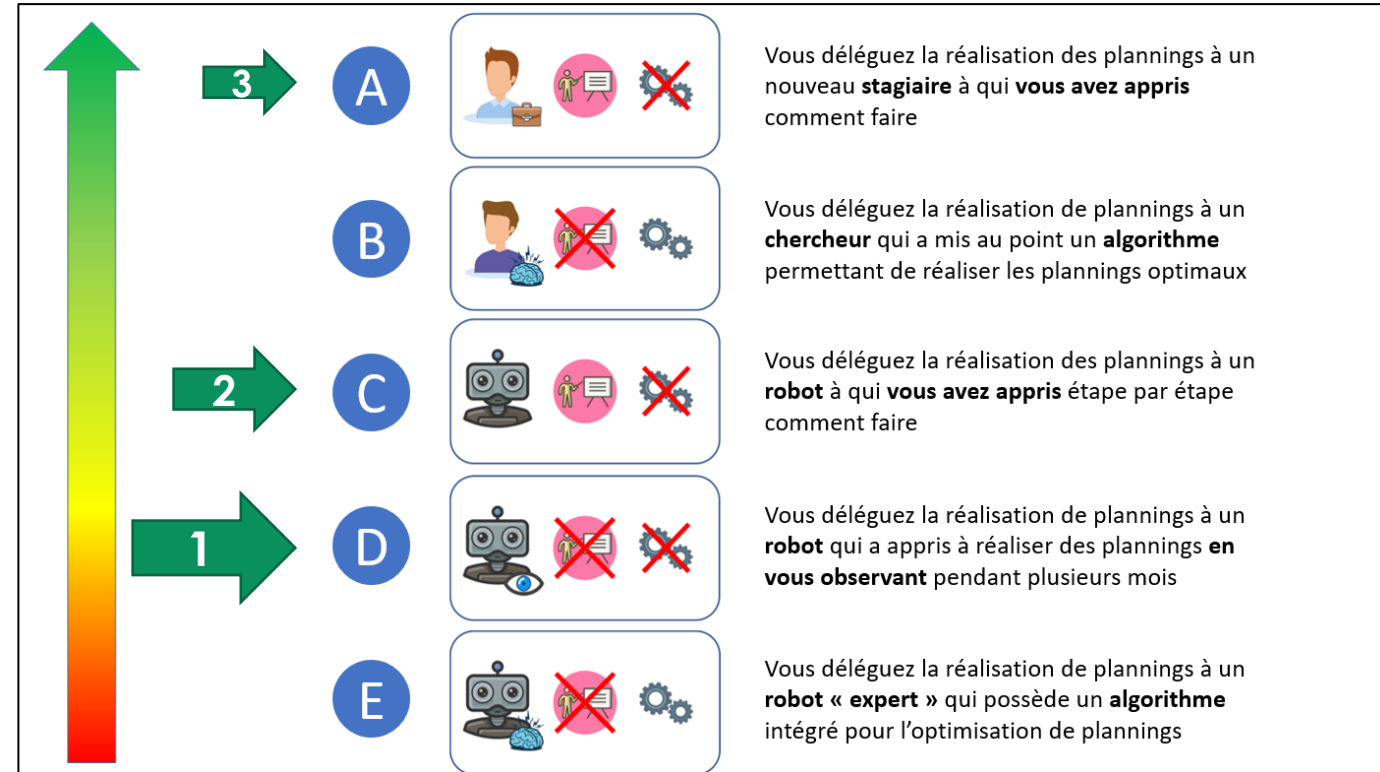 3
A
Vous déléguez la réalisation des plannings à un
nouveau stagiaire à qui vous avez appris
comment faire
B
Vous déléguez la réalisation de plannings à un
chercheur qui a mis au point un algorithme
permettant de réaliser les plannings optimaux
2
C
Vous déléguez la réalisation des plannings à un
robot à qui vous avez appris étape par étape
comment faire
1
D
Vous déléguez la réalisation de plannings à un
robot qui a appris à réaliser des plannings en
vous observant pendant plusieurs mois
E
Vous déléguez la réalisation de plannings à un
robot « expert » qui possède un algorithme
intégré pour l’optimisation de plannings